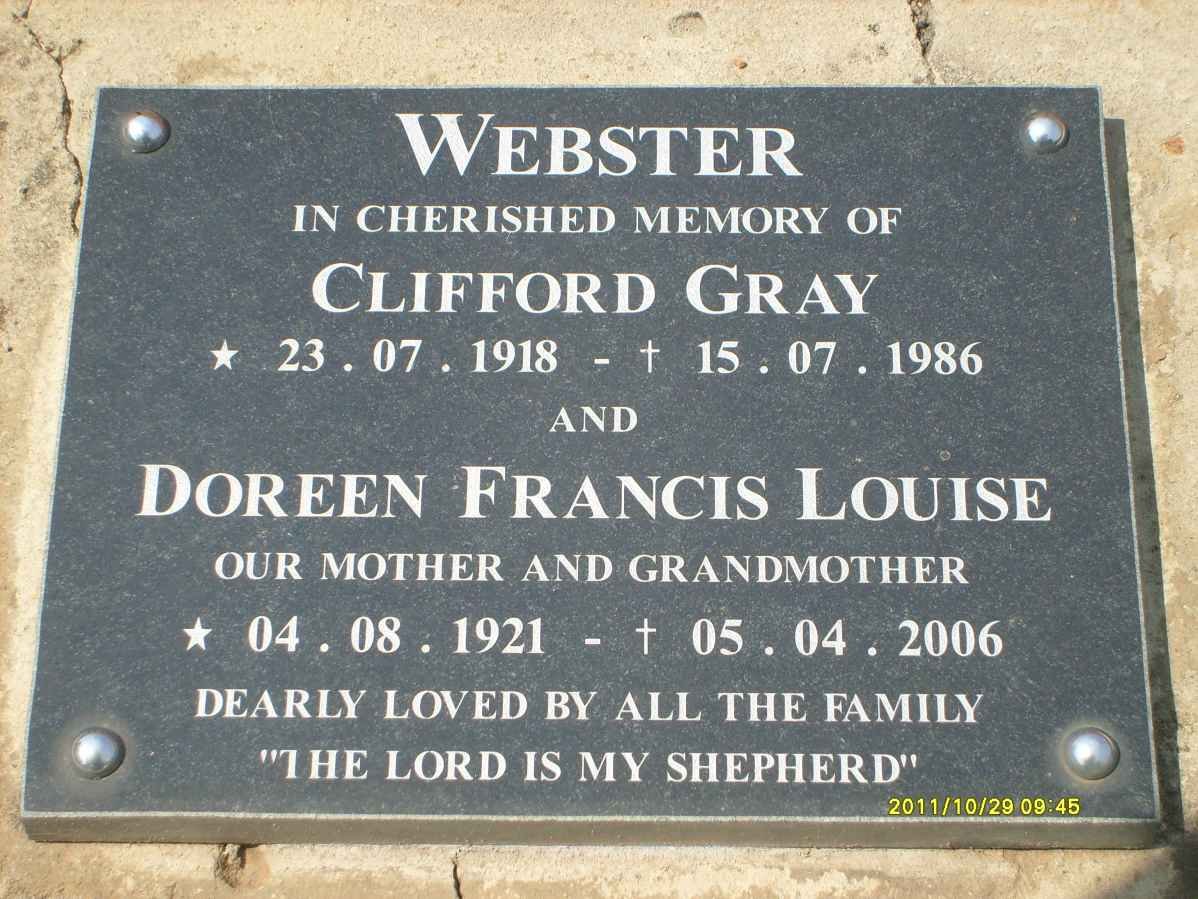 WEBSTER
IN CHERISHED MEMORY OF
CLIFFORD GRAY
★ 23 . 07 . 1918 - † 15 . 07 . 1986
AND
DOREEN FRANCIS LOUISE
OUR MOTHER AND GRANDMOTHER
★ 04 . 08 . 1921 - † 05 . 04 . 2006
DEARLY LOVED BY ALL THE FAMILY
"THE LORD IS MY SHEPHERD"
2011/10/29 09:45